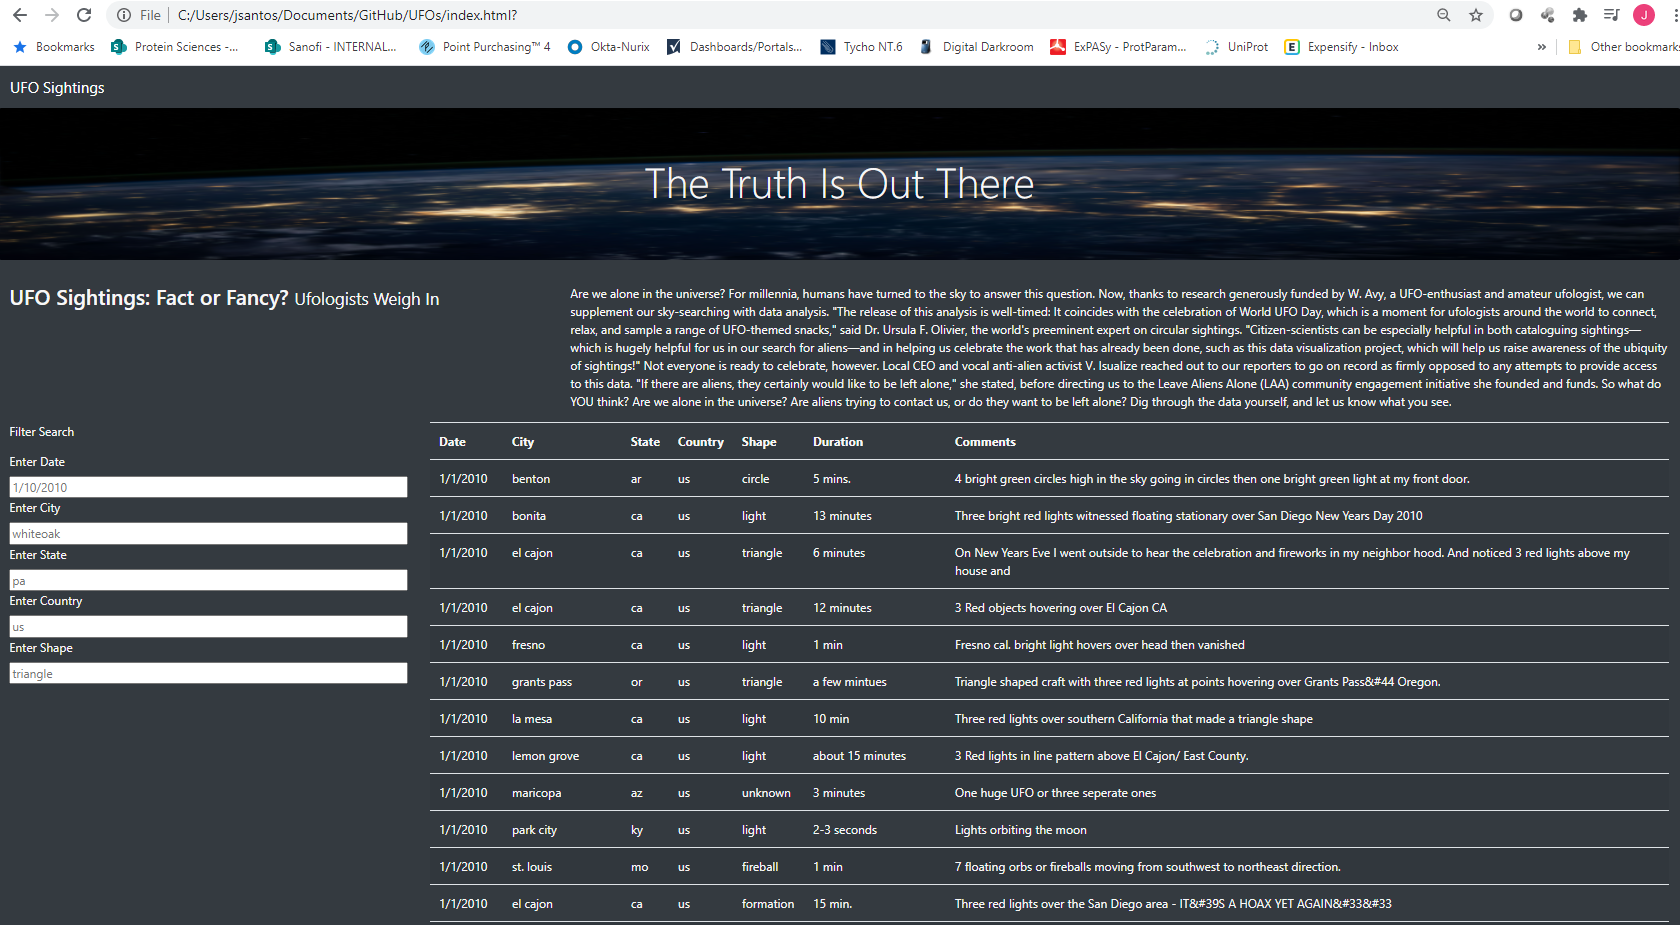 File C:/Users/jsantos/Documents/GitHub/UFOs/index.html?
J
Bookmarks Protein Sciences -... Sanofi - INTERNAL... Point Purchasing™ 4 Okta-Nurix Dashboards/Portals... Tycho NT.6 Digital Darkroom ExPASy - ProtParam... UniProt E Expensify - Inbox » Other bookmarks
UFO Sightings
The Truth Is Out There
UFO Sightings: Fact or Fancy? Ufologists Weigh In
Are we alone in the universe? For millennia, humans have turned to the sky to answer this question. Now, thanks to research generously funded by W. Avy, a UFO-enthusiast and amateur ufologist, we can
supplement our sky-searching with data analysis. "The release of this analysis is well-timed: It coincides with the celebration of World UFO Day, which is a moment for ufologists around the world to connect,
relax, and sample a range of UFO-themed snacks," said Dr. Ursula F. Olivier, the world's preeminent expert on circular sightings. "Citizen-scientists can be especially helpful in both cataloguing sightings—
which is hugely helpful for us in our search for aliens—and in helping us celebrate the work that has already been done, such as this data visualization project, which will help us raise awareness of the ubiquity
of sightings!" Not everyone is ready to celebrate, however. Local CEO and vocal anti-alien activist V. Isualize reached out to our reporters to go on record as firmly opposed to any attempts to provide access
to this data. "If there are aliens, they certainly would like to be left alone," she stated, before directing us to the Leave Aliens Alone (LAA) community engagement initiative she founded and funds. So what do
YOU think? Are we alone in the universe? Are aliens trying to contact us, or do they want to be left alone? Dig through the data yourself, and let us know what you see.
Filter Search
Enter Date
1/10/2010
Enter City
whiteoak
Enter State
pa
Enter Country
us
Enter Shape
triangle
Date City State Country Shape Duration Comments
1/1/2010 benton ar us circle 5 mins. 4 bright green circles high in the sky going in circles then one bright green light at my front door.
1/1/2010 bonita ca us light 13 minutes Three bright red lights witnessed floating stationary over San Diego New Years Day 2010
1/1/2010 el cajon ca us triangle 6 minutes On New Years Eve I went outside to hear the celebration and fireworks in my neighbor hood. And noticed 3 red lights above my
house and
1/1/2010 el cajon ca us triangle 12 minutes 3 Red objects hovering over El Cajon CA
1/1/2010 fresno ca us light 1 min Fresno cal. bright light hovers over head then vanished
1/1/2010 grants pass or us triangle a few mintues Triangle shaped craft with three red lights at points hovering over Grants Pass&#44 Oregon.
1/1/2010 la mesa ca us light 10 min Three red lights over southern California that made a triangle shape
1/1/2010 lemon grove ca us light about 15 minutes 3 Red lights in line pattern above El Cajon/ East County.
1/1/2010 maricopa az us unknown 3 minutes One huge UFO or three seperate ones
1/1/2010 park city ky us light 2-3 seconds Lights orbiting the moon
1/1/2010 st. louis mo us fireball 1 min 7 floating orbs or fireballs moving from southwest to northeast direction.
1/1/2010 el cajon ca us formation 15 min. Three red lights over the San Diego area - IT&#39S A HOAX YET AGAIN&#33&#33